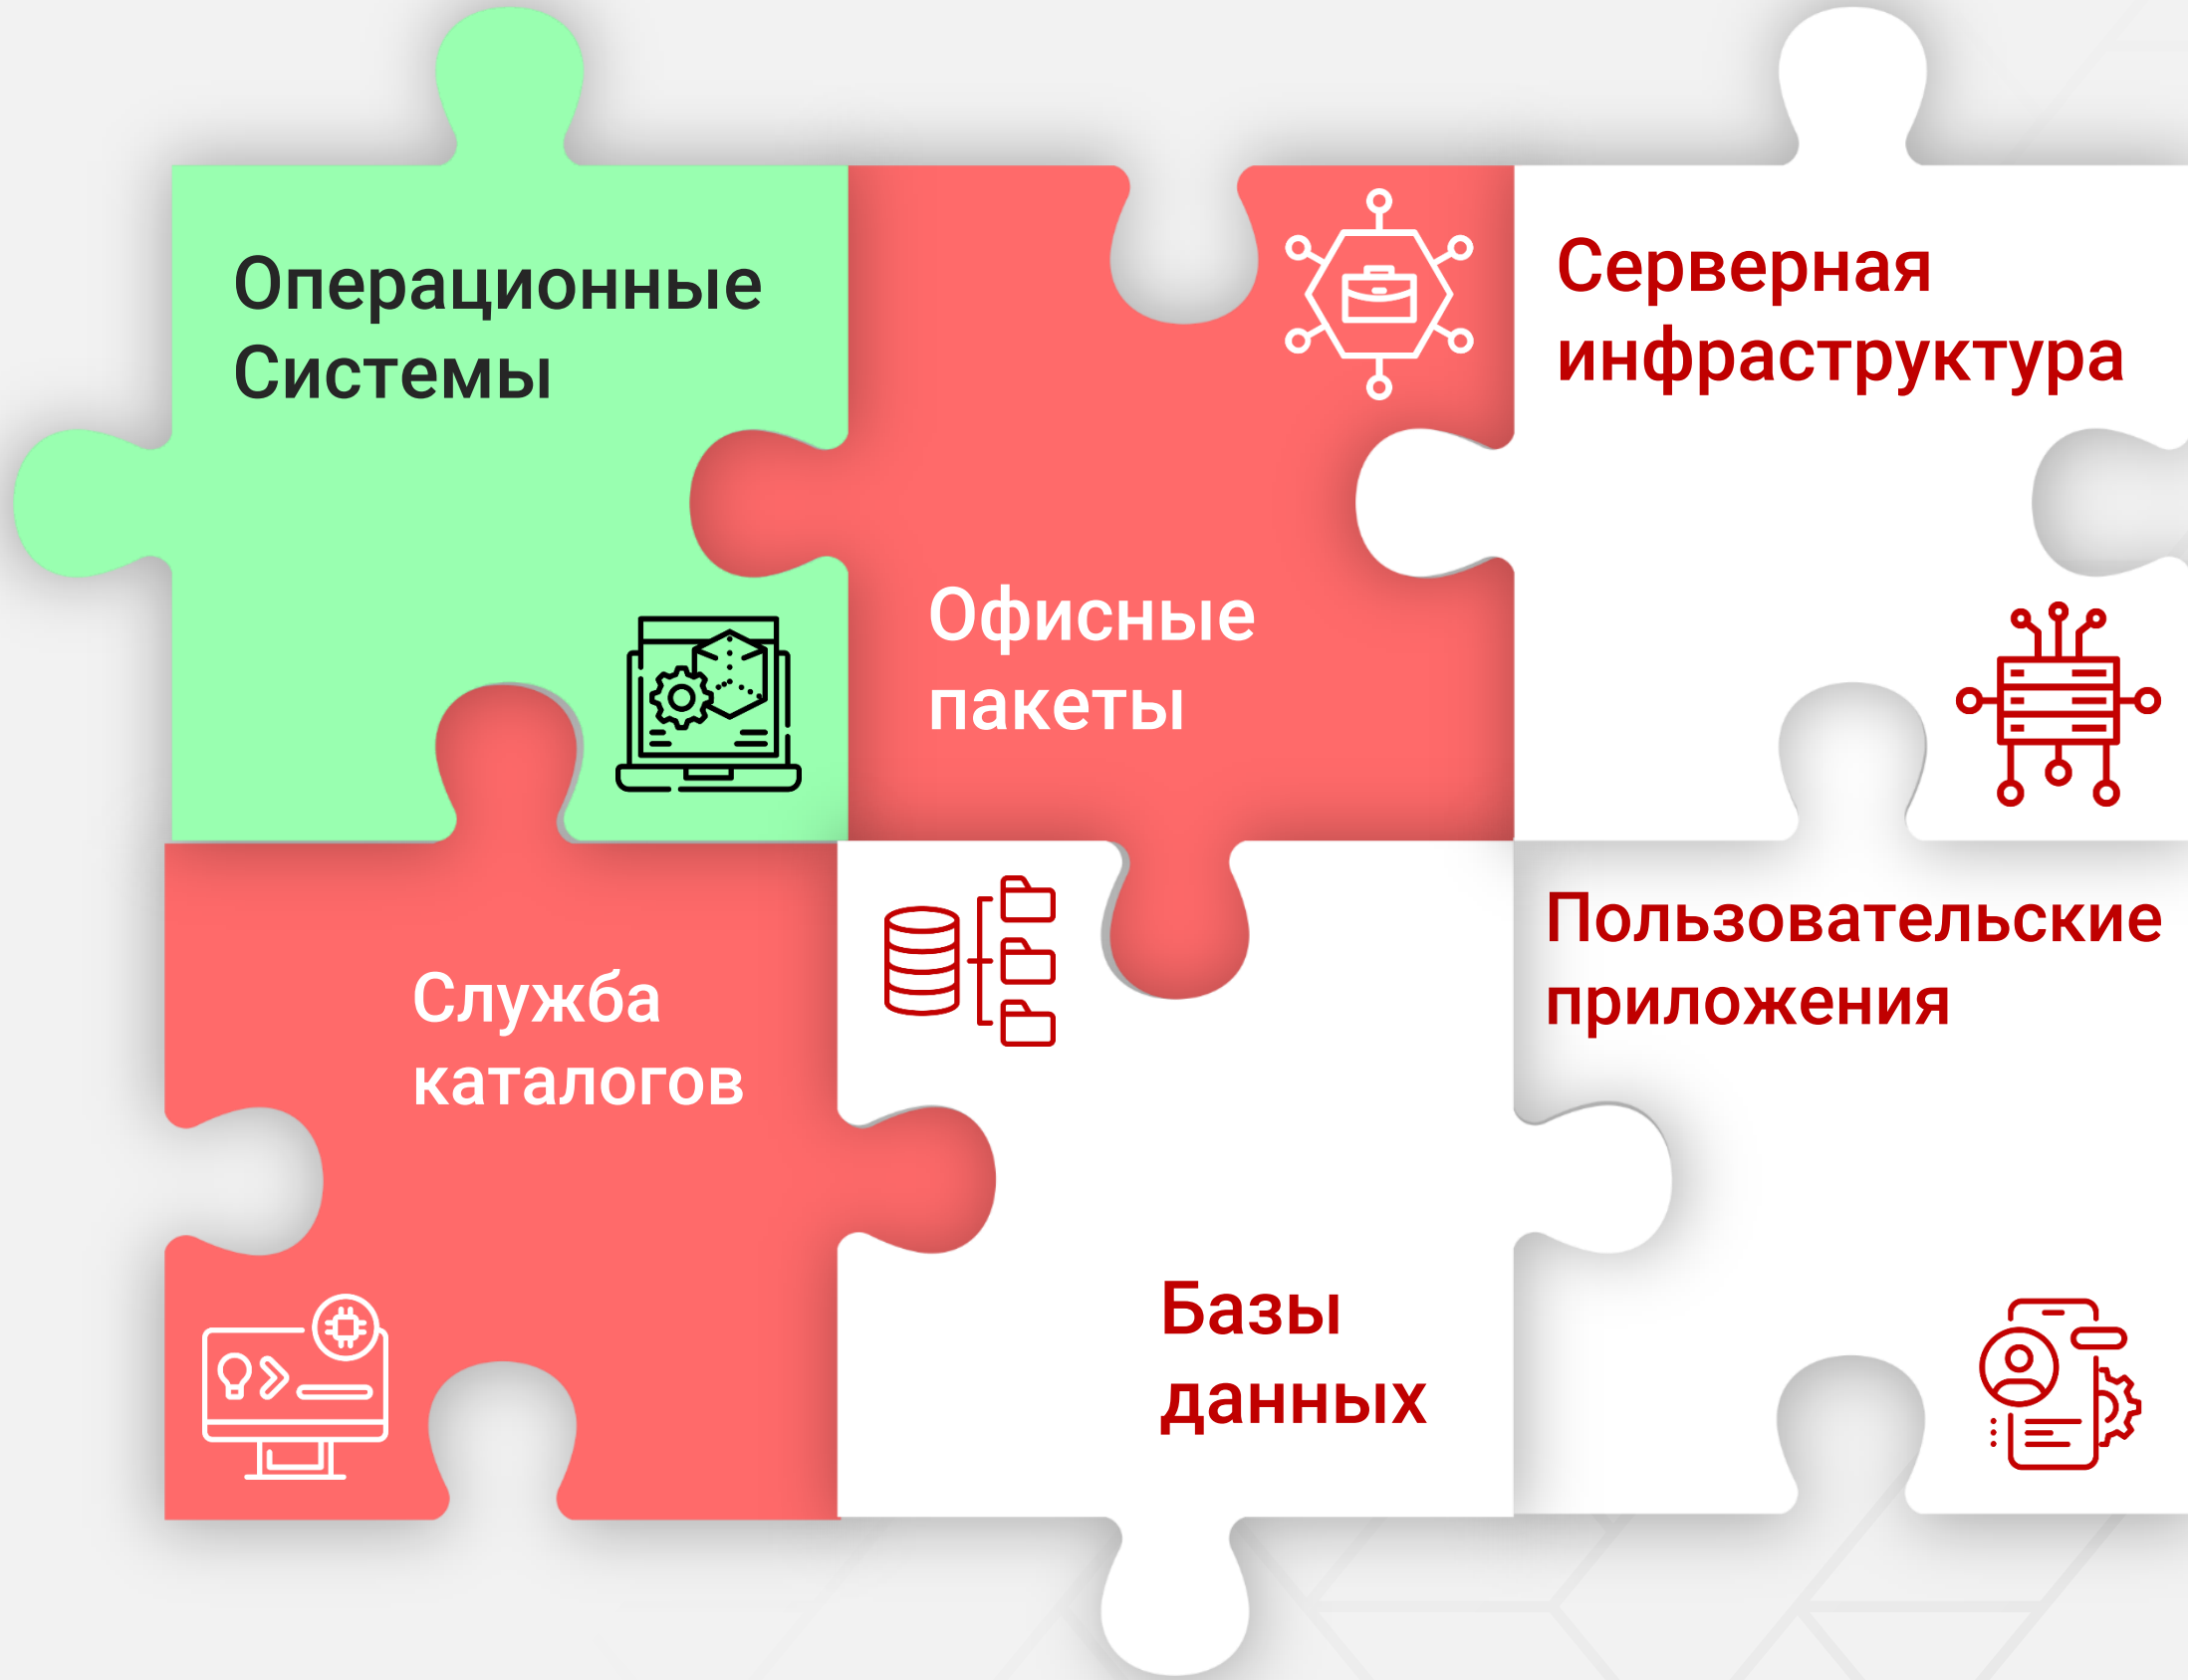 Операционные
Системы
Офисные
пакеты
Серверная
инфраструктура
Служба
каталогов
Базы
данных
Пользовательские
приложения